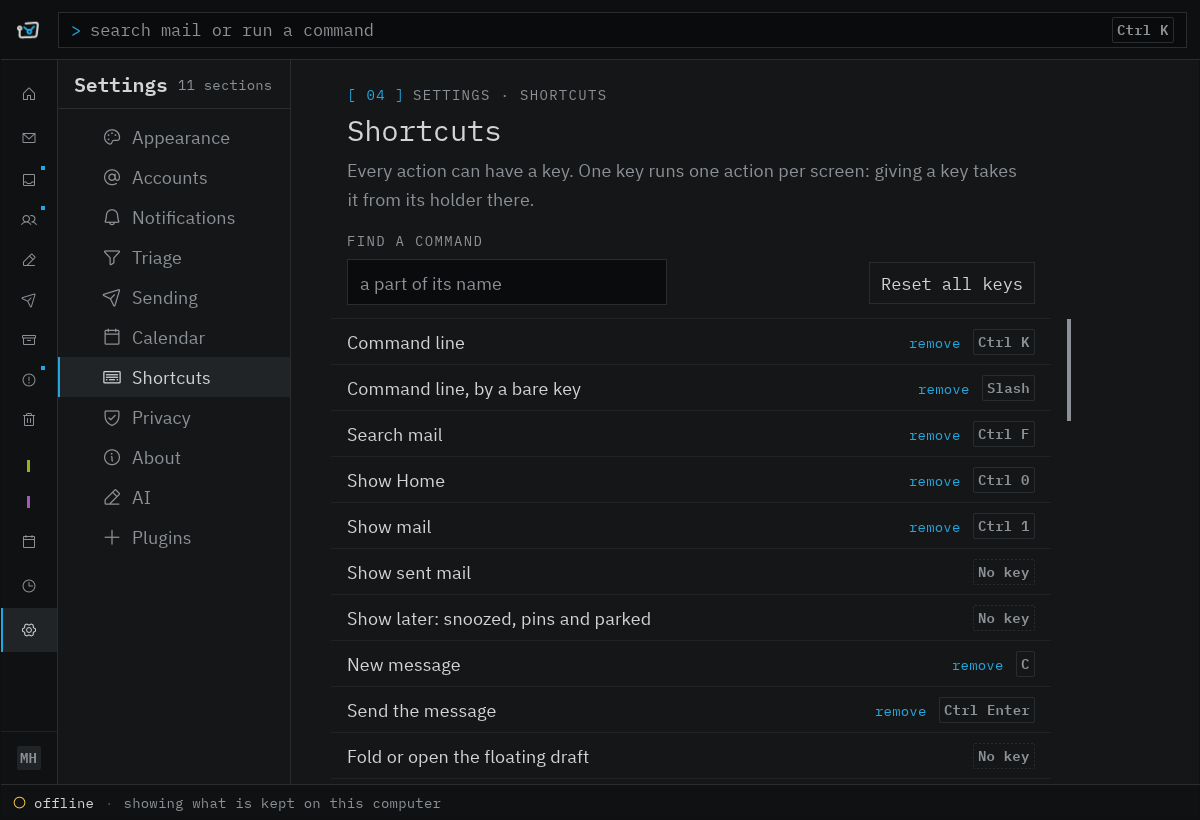 > search mail or run a command Ctrl K
Settings 11 sections
Appearance
Accounts
Notifications
Triage
Sending
Calendar
Shortcuts
Privacy
About
AI
Plugins
MH
[ 04 ] SETTINGS · SHORTCUTS
Shortcuts
Every action can have a key. One key runs one action per screen: giving a key takes
it from its holder there.
FIND A COMMAND
a part of its name
Reset all keys
Command line remove Ctrl K
Command line, by a bare key remove Slash
Search mail remove Ctrl F
Show Home remove Ctrl 0
Show mail remove Ctrl 1
Show sent mail No key
Show later: snoozed, pins and parked No key
New message remove C
Send the message remove Ctrl Enter
Fold or open the floating draft No key
offline · showing what is kept on this computer